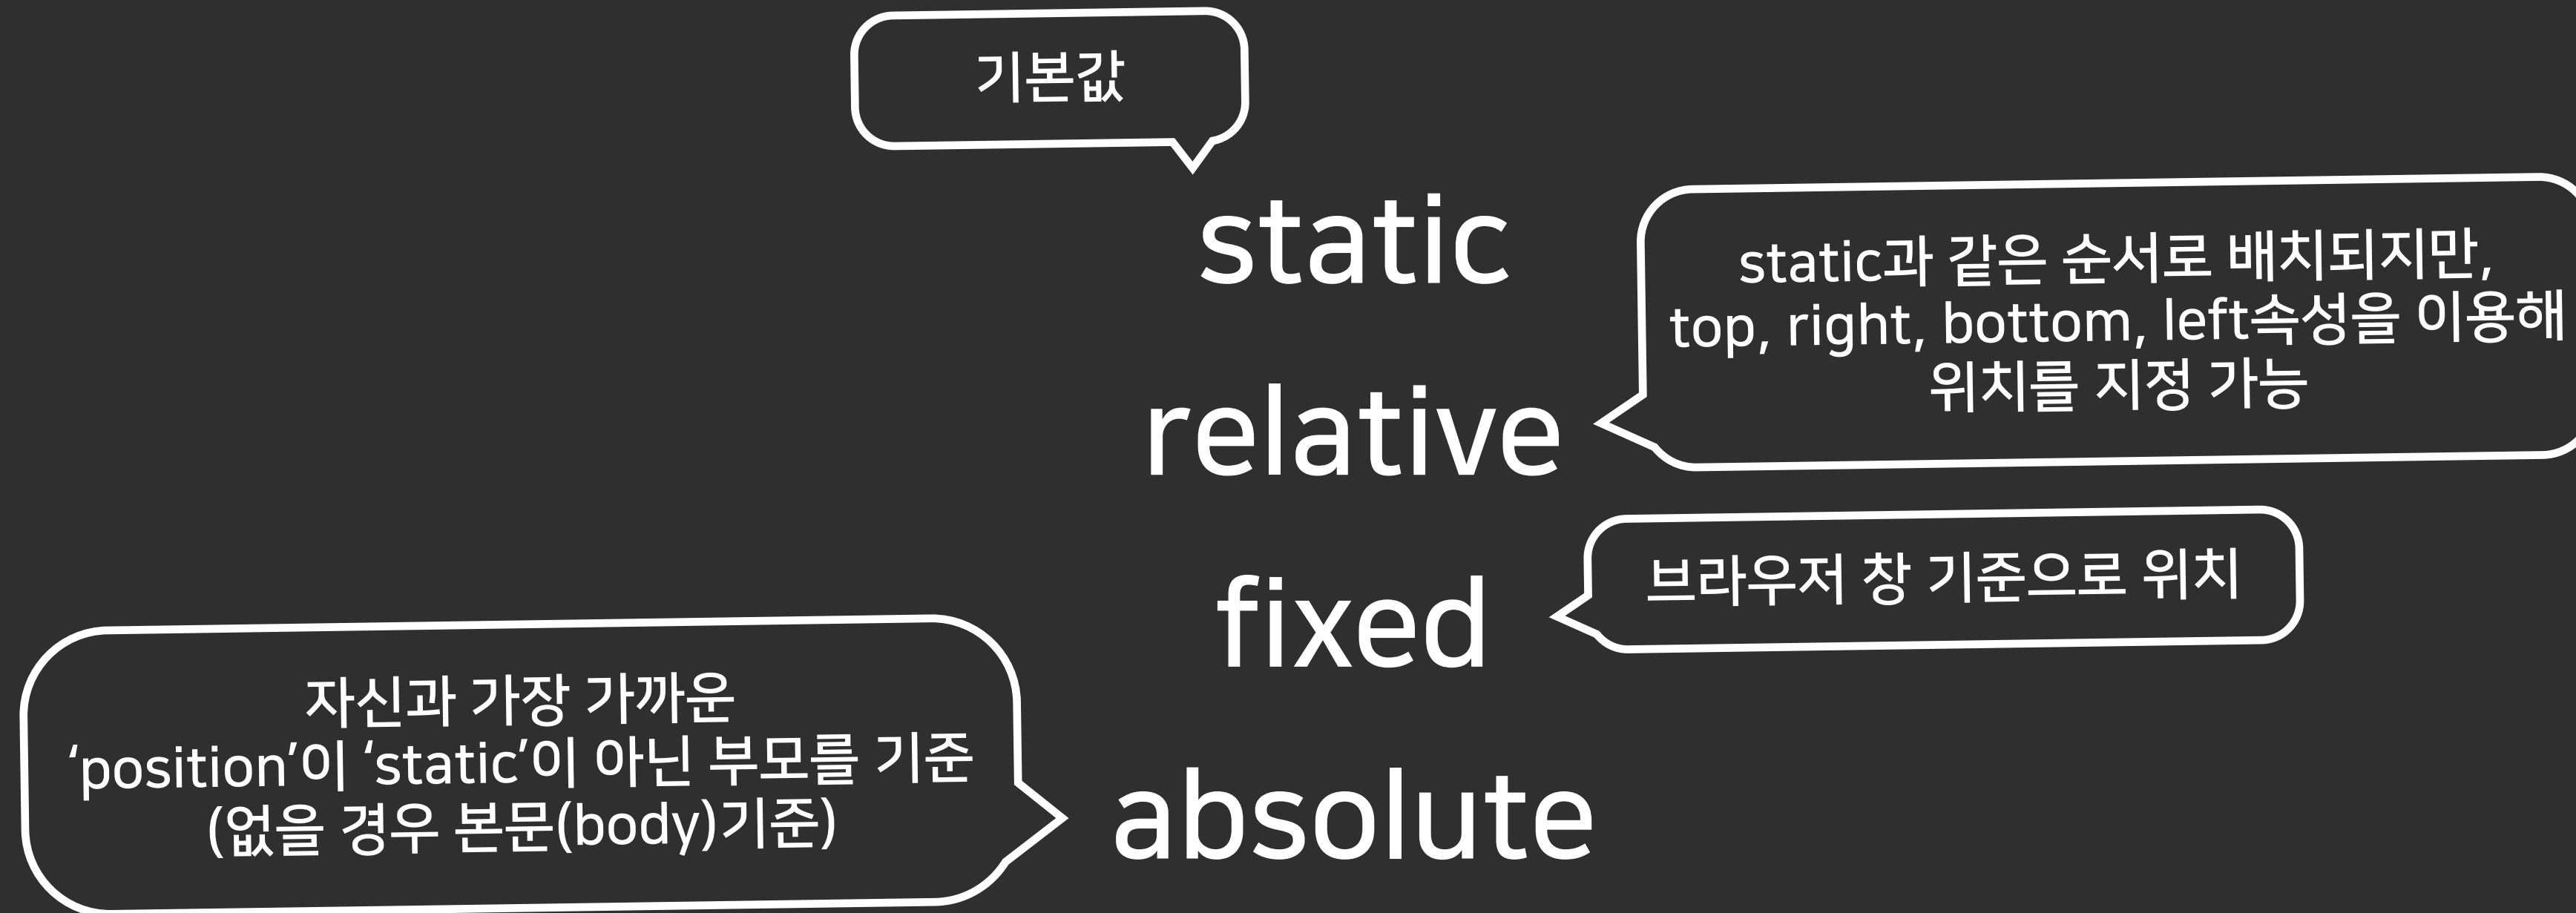 기본값
static
static과 같은 순서로 배치되지만,
top, right, bottom, left속성을 이용해
위치를 지정 가능
relative
브라우저 창 기준으로 위치
fixed
자신과 가장 가까운
‘position’이 ‘static’이 아닌 부모를 기준
(없을 경우 본문(body)기준)
absolute